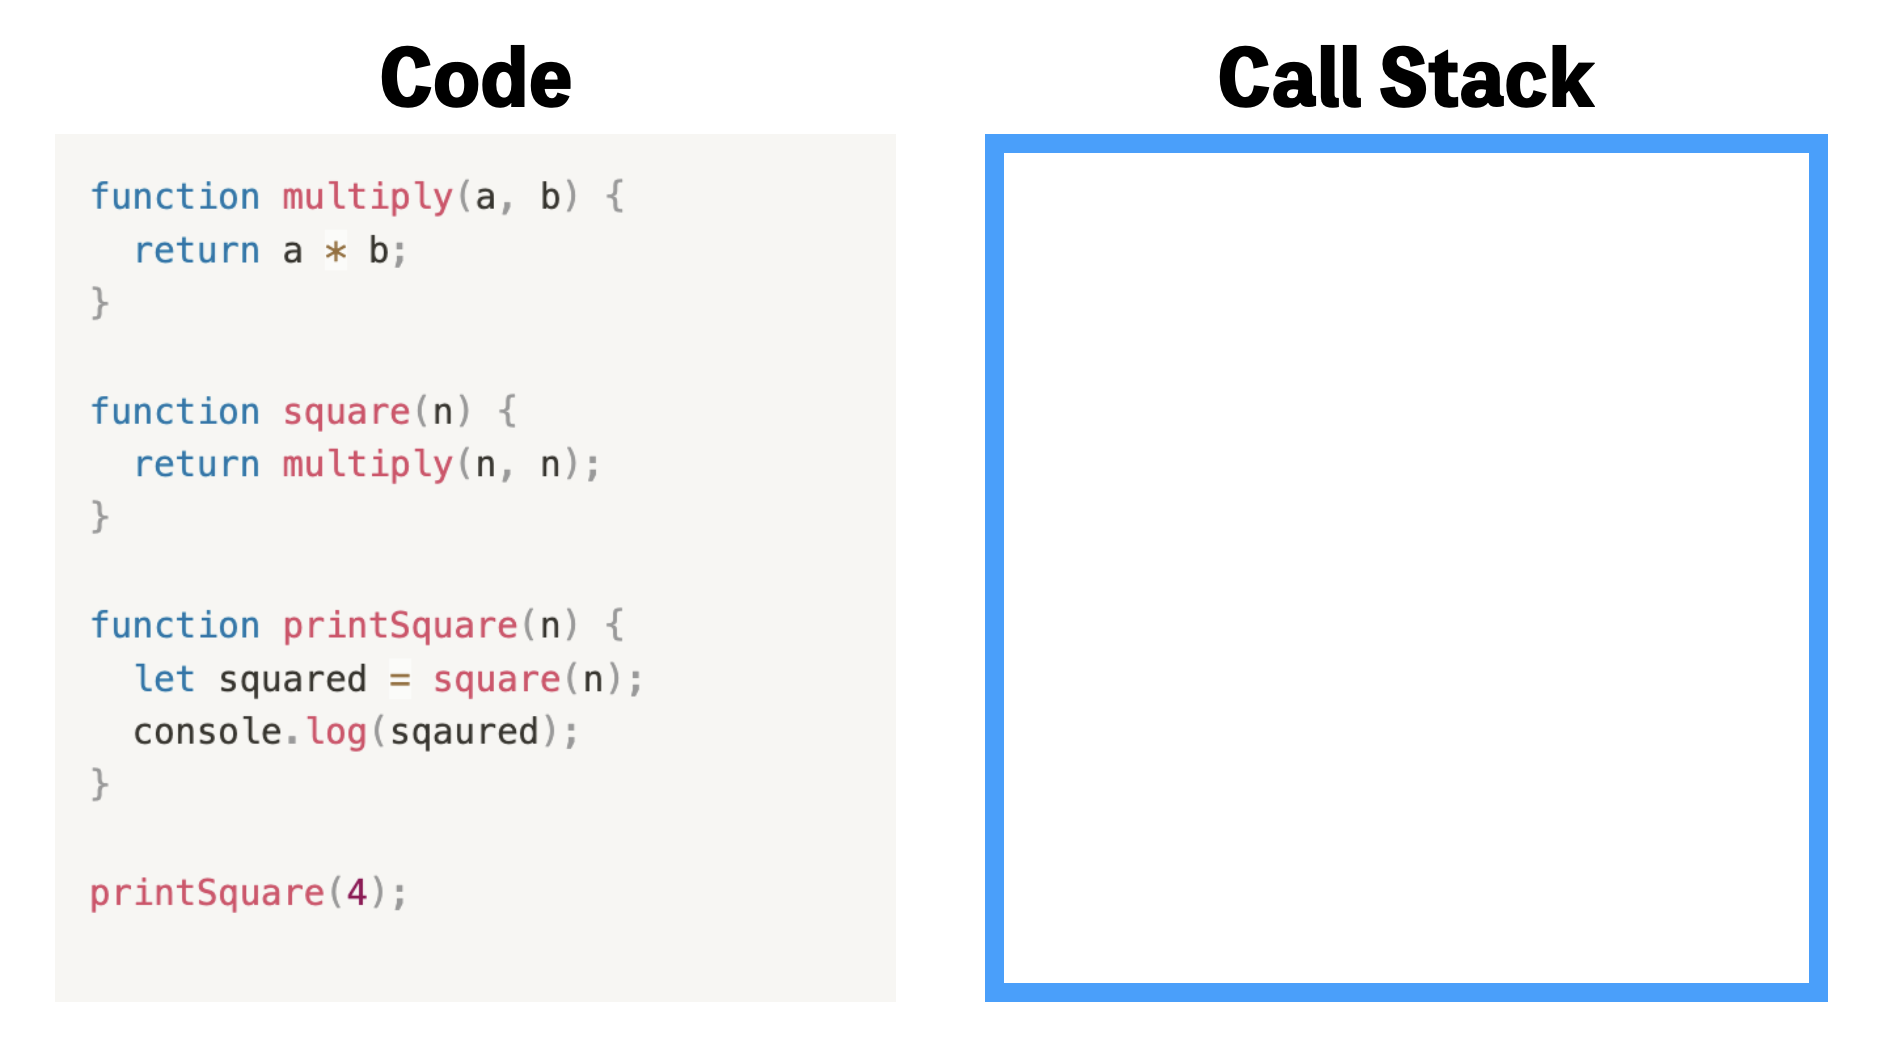 Code
function multiply(a, b) {
  return a * b;
}
function square(n) {
  return multiply(n, n);
}
function printSquare(n) {
  let squared = square(n);
  console.log(sqaured);
}
printSquare(4);
Call Stack